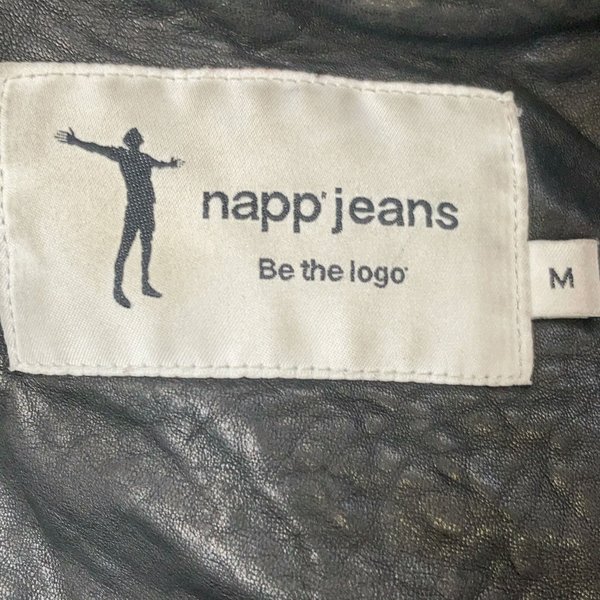 napp' jeans
Be the logo
M